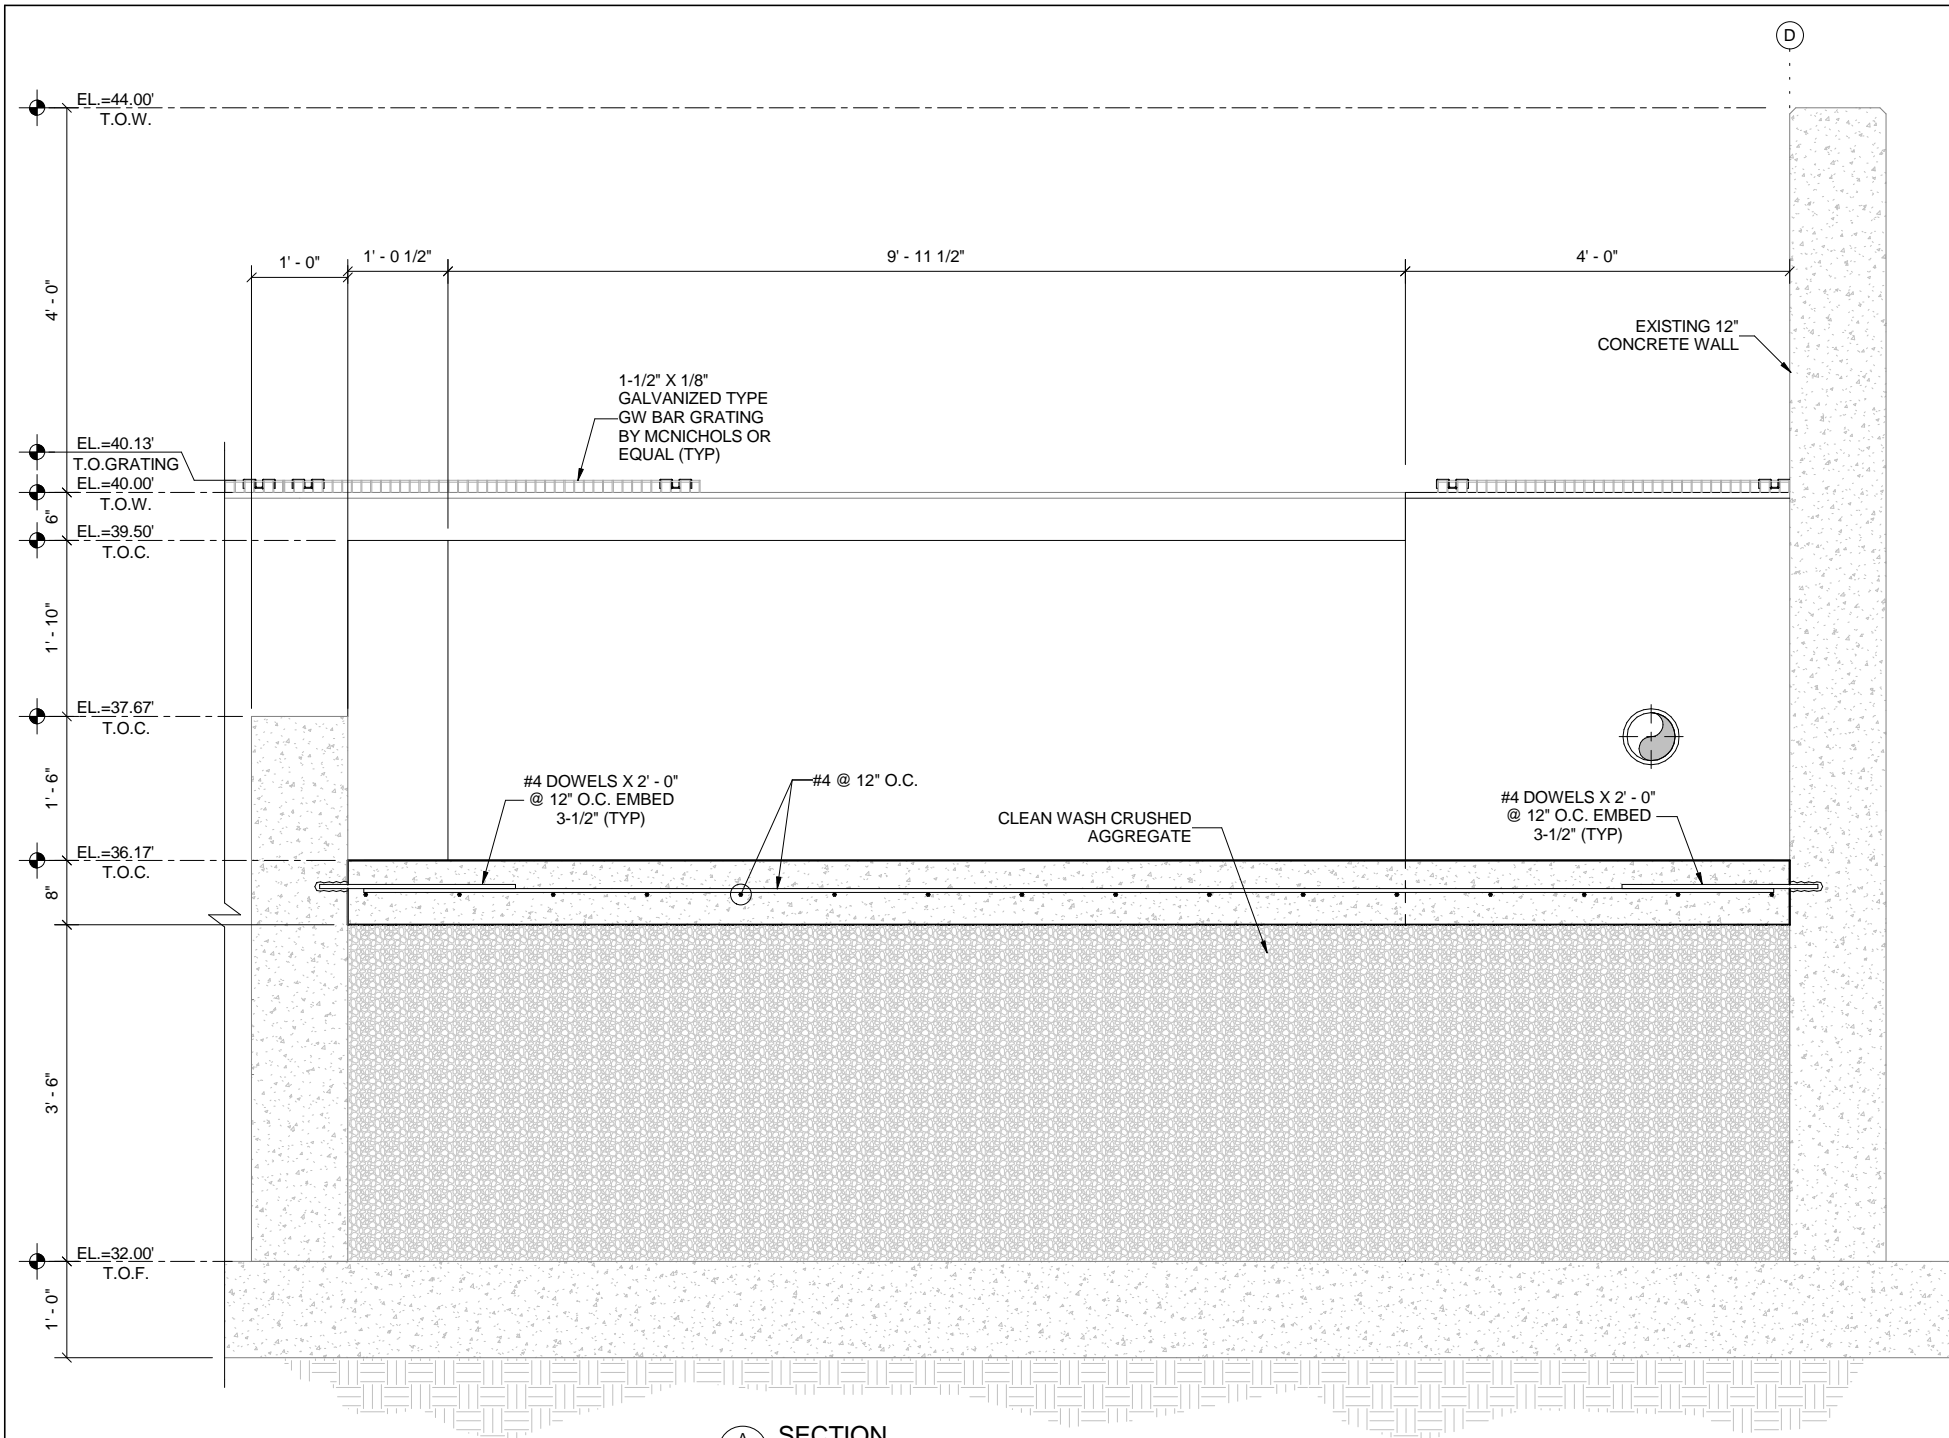 D
EL.=44.00'
T.O.W.
1' - 0"
1' - 0 1/2"
9' - 11 1/2"
4' - 0"
4' - 0"
EXISTING 12"
CONCRETE WALL
1-1/2" X 1/8"
GALVANIZED TYPE
GW BAR GRATING
BY MCNICHOLS OR
EQUAL (TYP)
EL.=40.13'
T.O.GRATING
EL.=40.00'
T.O.W.
6"
EL.=39.50'
T.O.C.
1' - 10"
EL.=37.67'
T.O.C.
1' - 6"
#4 DOWELS X 2' - 0"
@ 12" O.C. EMBED
3-1/2" (TYP)
#4 @ 12" O.C.
CLEAN WASH CRUSHED
AGGREGATE
#4 DOWELS X 2' - 0"
@ 12" O.C. EMBED
3-1/2" (TYP)
EL.=36.17'
T.O.C.
8"
3' - 6"
EL.=32.00'
T.O.F.
1' - 0"
A
SECTION